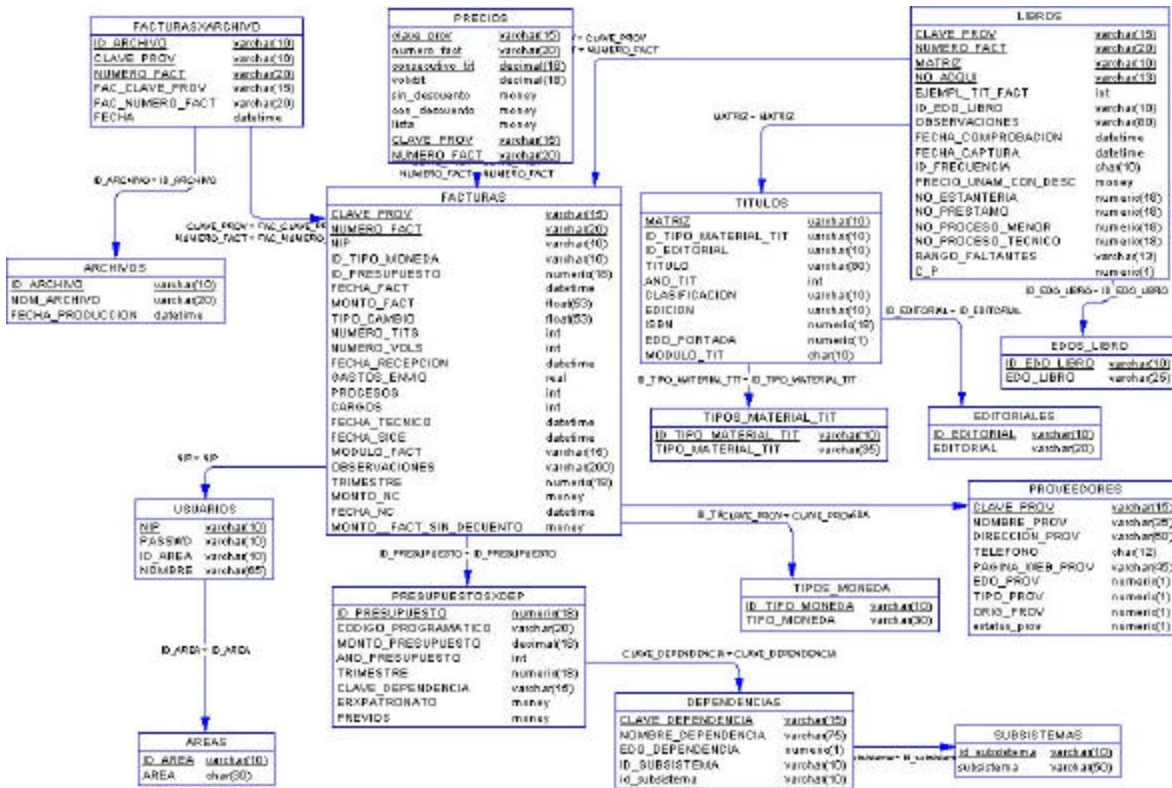 FACTURASXARCHIVO
ID_ARCHIVO varchar(10)
CLAVE_PROV varchar(10)
NUMERO_FACT varchar(20)
FAC_CLAVE_PROV varchar(15)
FAC_NUMERO_FACT varchar(20)
FECHA datetime
PRECIOS
clave_prov varchar(15)
numero_fact varchar(20)
consecutivo_tit decimal(18)
voltit decimal(18)
sin_descuento money
con_descuento money
lista money
CLAVE_PROV varchar(15)
NUMERO_FACT varchar(20)
= CLAVE_PROV
= NUMERO_FACT
NUMERO_FACT = NUMERO_FACT
LIBROS
CLAVE_PROV varchar(15)
NUMERO_FACT varchar(20)
MATRIZ varchar(10)
NO_ADQUI varchar(13)
EJEMPL_TIT_FACT int
ID_EDO_LIBRO varchar(10)
OBSERVACIONES varchar(80)
FECHA_COMPROBACION datetime
FECHA_CAPTURA datetime
ID_FRECUENCIA char(10)
PRECIO_UNAM_CON_DESC money
NO_ESTANTERIA numeric(18)
NO_PRESTAMO numeric(18)
NO_PROCESO_MENOR numeric(18)
NO_PROCESO_TECNICO numeric(18)
RANGO_FALTANTES varchar(13)
C_P numeric(1)
MATRIZ = MATRIZ
ID_ARCHIVO = ID_ARCHIVO
CLAVE_PROV = FAC_CLAVE_PROV
NUMERO_FACT = FAC_NUMERO
ARCHIVOS
ID_ARCHIVO varchar(10)
NOM_ARCHIVO varchar(20)
FECHA_PRODUCCION datetime
FACTURAS
CLAVE_PROV varchar(15)
NUMERO_FACT varchar(20)
NIP varchar(10)
ID_TIPO_MONEDA varchar(10)
ID_PRESUPUESTO numeric(18)
FECHA_FACT datetime
MONTO_FACT float(53)
TIPO_CAMBIO float(53)
NUMERO_TITS int
NUMERO_VOLS int
FECHA_RECEPCION datetime
GASTOS_ENVIO real
PROCESOS int
CARGOS int
FECHA_TECNICO datetime
FECHA_SICE datetime
MODULO_FACT varchar(15)
OBSERVACIONES varchar(200)
TRIMESTRE numeric(18)
MONTO_NC money
FECHA_NC datetime
MONTO__FACT_SIN_DECUENTO money
TITULOS
MATRIZ varchar(10)
ID_TIPO_MATERIAL_TIT varchar(10)
ID_EDITORIAL varchar(10)
TITULO varchar(80)
ANO_TIT int
CLASIFICACION varchar(10)
EDICION varchar(10)
ISBN numeric(18)
EDO_PORTADA numeric(1)
MODULO_TIT char(10)
ID_EDO_LIBRO = ID_EDO_LIBRO
ID_EDITORIAL = ID_EDITORIAL
EDOS_LIBRO
ID_EDO_LIBRO varchar(10)
EDO_LIBRO varchar(25)
ID_TIPO_MATERIAL_TIT = ID_TIPO_MATERIAL_TIT
TIPOS_MATERIAL_TIT
ID_TIPO_MATERIAL_TIT varchar(10)
TIPO_MATERIAL_TIT varchar(35)
EDITORIALES
ID_EDITORIAL varchar(10)
EDITORIAL varchar(20)
NIP = NIP
USUARIOS
NIP varchar(10)
PASSWD varchar(10)
ID_AREA varchar(10)
NOMBRE varchar(65)
PROVEEDORES
CLAVE_PROV varchar(15)
NOMBRE_PROV varchar(35)
DIRECCION_PROV varchar(60)
TELEFONO char(12)
PAGINA_WEB_PROV varchar(45)
EDO_PROV numeric(1)
TIPO_PROV numeric(1)
ORIG_PROV numeric(1)
estatus_prov numeric(1)
CLAVE_PROV = CLAVE_PROV
ID_PRESUPUESTO = ID_PRESUPUESTO
TIPOS_MONEDA
ID_TIPO_MONEDA varchar(10)
TIPO_MONEDA varchar(30)
PRESUPUESTOSXDEP
ID_PRESUPUESTO numeric(18)
CODIGO_PROGRAMATICO varchar(20)
MONTO_PRESUPUESTO decimal(18)
ANO_PRESUPUESTO int
TRIMESTRE numeric(18)
CLAVE_DEPENDENCIA varchar(15)
ERXPATRONATO money
PREVIOS money
ID_AREA = ID_AREA
CLAVE_DEPENDENCIA = CLAVE_DEPENDENCIA
AREAS
ID_AREA varchar(10)
AREA char(30)
DEPENDENCIAS
CLAVE_DEPENDENCIA varchar(15)
NOMBRE_DEPENDENCIA varchar(75)
EDO_DEPENDENCIA numeric(1)
ID_SUBSISTEMA varchar(10)
id_subsistema varchar(10)
SUBSISTEMAS
id_subsistema varchar(10)
subsistema varchar(50)